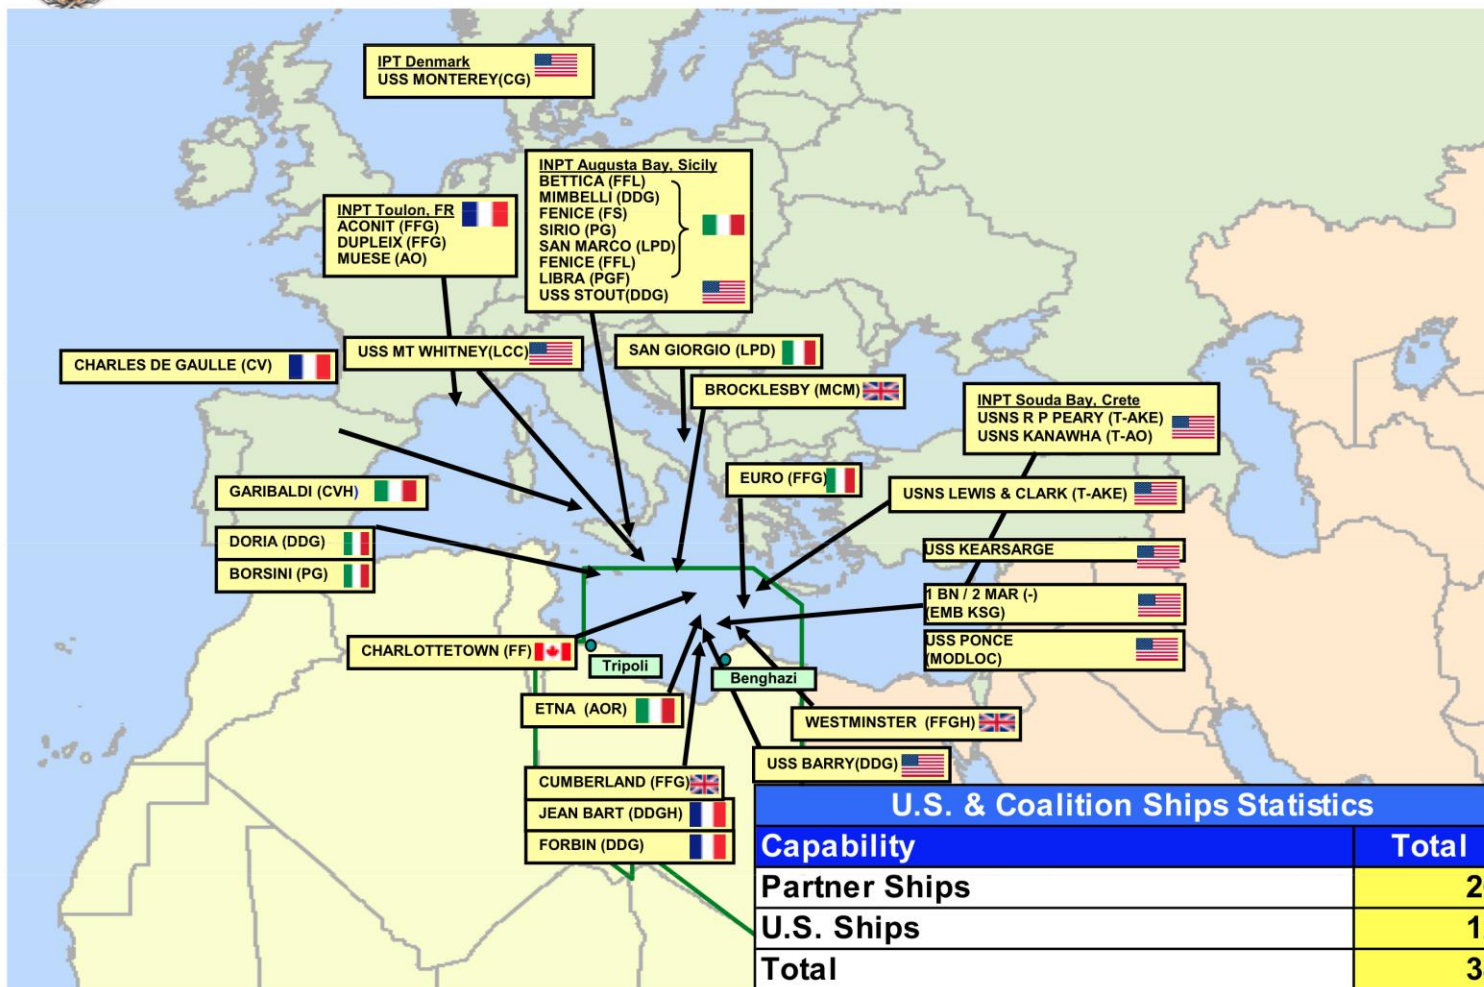 IPT Denmark
USS MONTEREY(CG)
INPT Augusta Bay, Sicily
BETTICA (FFL)
MIMBELLI (DDG)
FENICE (FS)
SIRIO (PG)
SAN MARCO (LPD)
FENICE (FFL)
LIBRA (PGF)
USS STOUT(DDG)
INPT Toulon, FR
ACONIT (FFG)
DUPLEIX (FFG)
MUESE (AO)
CHARLES DE GAULLE (CV)
USS MT WHITNEY(LCC)
SAN GIORGIO (LPD)
BROCKLESBY (MCM)
INPT Souda Bay, Crete
USNS R P PEARY (T-AKE)
USNS KANAWHA (T-AO)
GARIBALDI (CVH)
EURO (FFG)
USNS LEWIS & CLARK (T-AKE)
DORIA (DDG)
BORSINI (PG)
USS KEARSARGE
1 BN / 2 MAR (-)
(EMB KSG)
USS PONCE
(MODLOC)
CHARLOTTETOWN (FF)
Tripoli
Benghazi
ETNA (AOR)
WESTMINSTER (FFGH)
USS BARRY(DDG)
CUMBERLAND (FFG)
JEAN BART (DDGH)
FORBIN (DDG)
U.S. & Coalition Ships Statistics
Capability Total
Partner Ships 2
U.S. Ships 1
Total 3